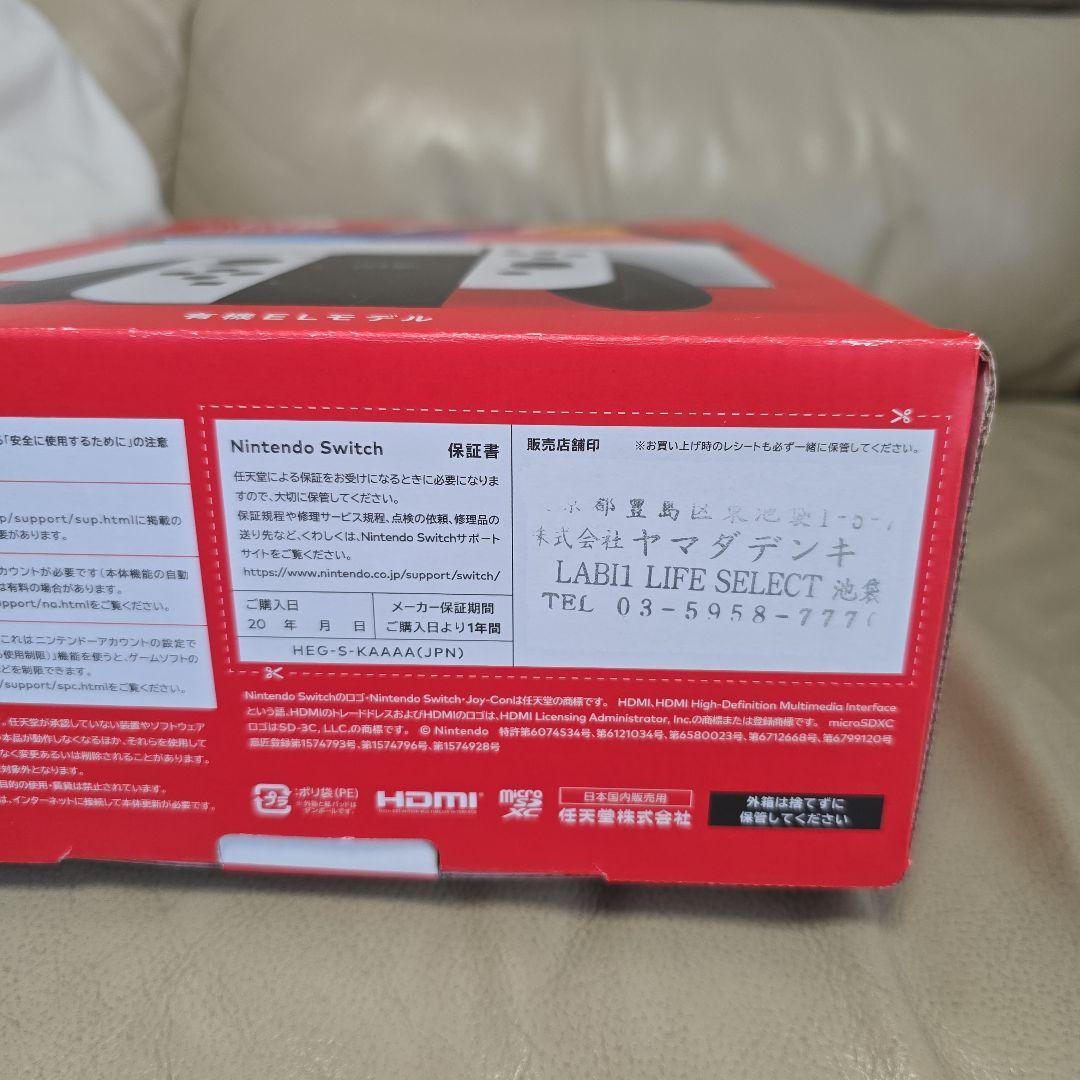 有機ELモデル
「安全に使用するために」の注意
p/support/sup.htmlに掲載の
要があります。
カウントが必要です(本体機能の自動
は有料の場合があります。
pport/na.htmlをご覧ください。
これは ニンテンドーアカウントの設定で
使用制限)」機能を使うと、ゲームソフトの
どを制限できます。
/support/spc.htmlをご覧ください。
。任天堂が承認していない装置やソフトウェア
本品が動作しなくなるほか、それらを使用して
なく変更あるいは削除されることがあります。
対象外となります。
目的の使用・賃貸は禁止されています。
は、インターネットに接続して本体更新が必要です。
Nintendo Switch 保証書
任天堂による保証をお受けになるときに必要になりま
すので、大切に保管してください。
保証規程や修理サービス規程、点検の依頼、修理品の
送り先など、くわしくは、Nintendo Switchサポート
サイトをご覧ください。
https://www.nintendo.co.jp/support/switch/
ご購入日
20 年 月 日
メーカー保証期間
ご購入日より1年間
HEG-S-KAAAA(JPN)
販売店舗印 ※お買い上げ時のレシートも必ず一緒に保管してください。
京都豊島区東池袋1-5-7
株式会社 ヤマダデンキ
LABI1 LIFE SELECT 池袋
TEL 03-5958-777
Nintendo Switchのロゴ・Nintendo Switch・Joy-Conは任天堂の商標です。 HDMI、HDMI High-Definition Multimedia Interface
という語、HDMIのトレードドレスおよびHDMIのロゴは、HDMI Licensing Administrator, Inc.の商標または登録商標です。 microSDXC
ロゴはSD-3C, LLC.の商標です。 © Nintendo 特許第6074534号、第6121034号、第6580023号、第6712668号、第6799120号
意匠登録第1574793号、第1574796号、第1574928号
プラ
:ポリ袋(PE)
※外箱と紙パッドは
ダンボールです。
HDMI
micro
SD
XC
日本国内販売用
任天堂株式会社
外箱は捨てずに
保管してください